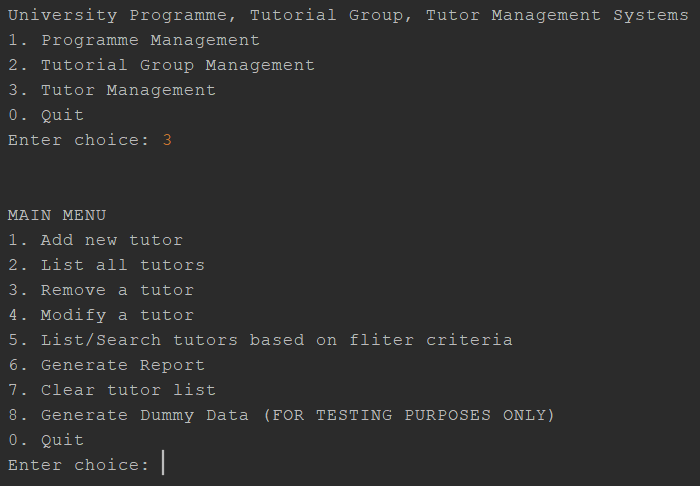 University Programme, Tutorial Group, Tutor Management Systems
1. Programme Management
2. Tutorial Group Management
3. Tutor Management
0. Quit
Enter choice: 3
MAIN MENU
1. Add new tutor
2. List all tutors
3. Remove a tutor
4. Modify a tutor
5. List/Search tutors based on fliter criteria
6. Generate Report
7. Clear tutor list
8. Generate Dummy Data (FOR TESTING PURPOSES ONLY)
0. Quit
Enter choice: